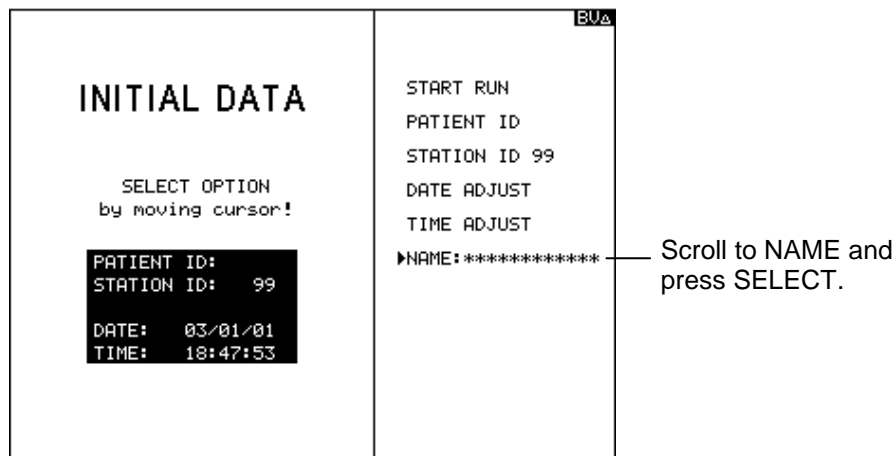 BV△
INITIAL DATA
SELECT OPTION
by moving cursor!
PATIENT ID:
STATION ID: 99
DATE: 03/01/01
TIME: 18:47:53
START RUN
PATIENT ID
STATION ID 99
DATE ADJUST
TIME ADJUST
▶NAME:************
Scroll to NAME and
press SELECT.